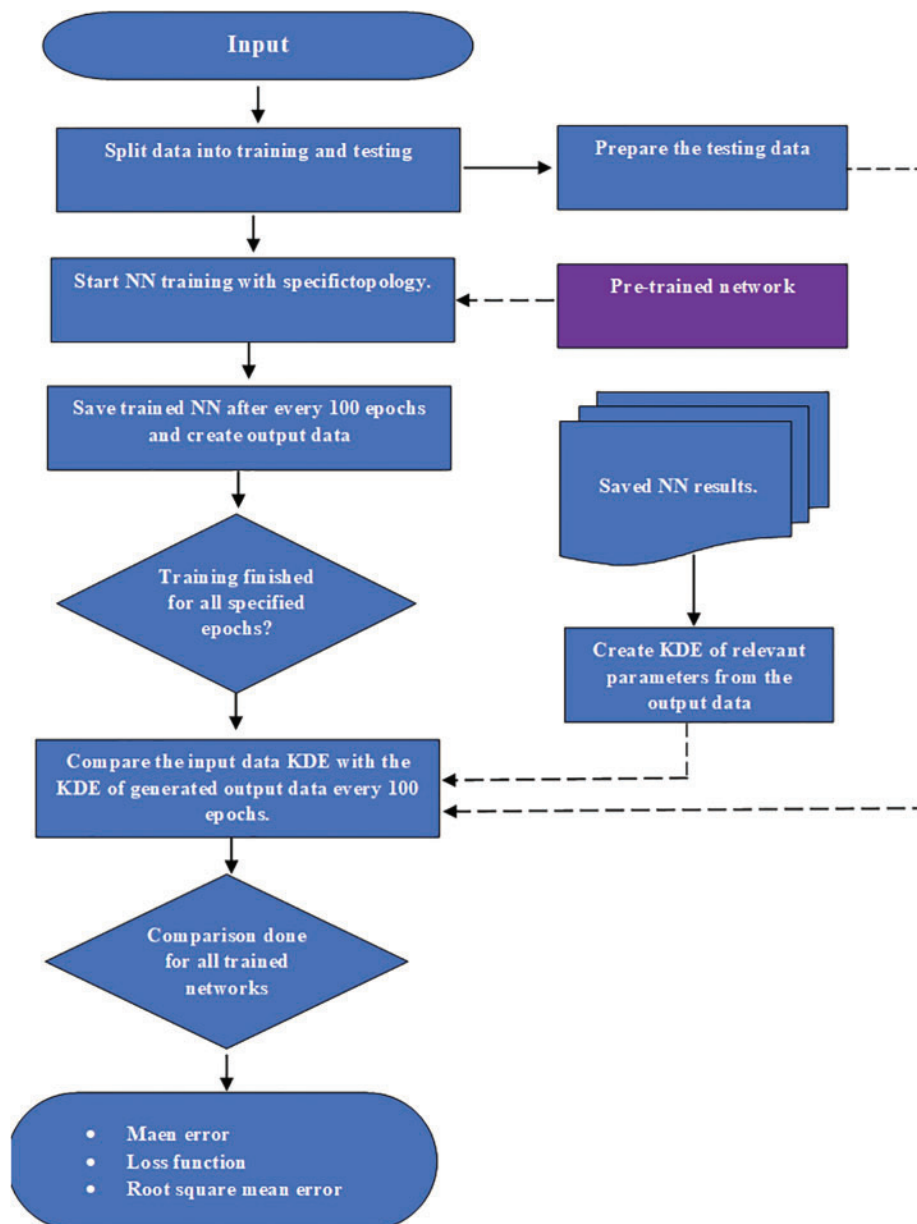 Input
Split data into training and testing
Prepare the testing data
Start NN training with specifictopology.
Pre-trained network
Save trained NN after every 100 epochs
and create output data
Saved NN results.
Training finished
for all specified
epochs?
Create KDE of relevant
parameters from the
output data
Compare the input data KDE with the
KDE of generated output data every 100
epochs.
Comparison done
for all trained
networks
• Maen error
• Loss function
• Root square mean error